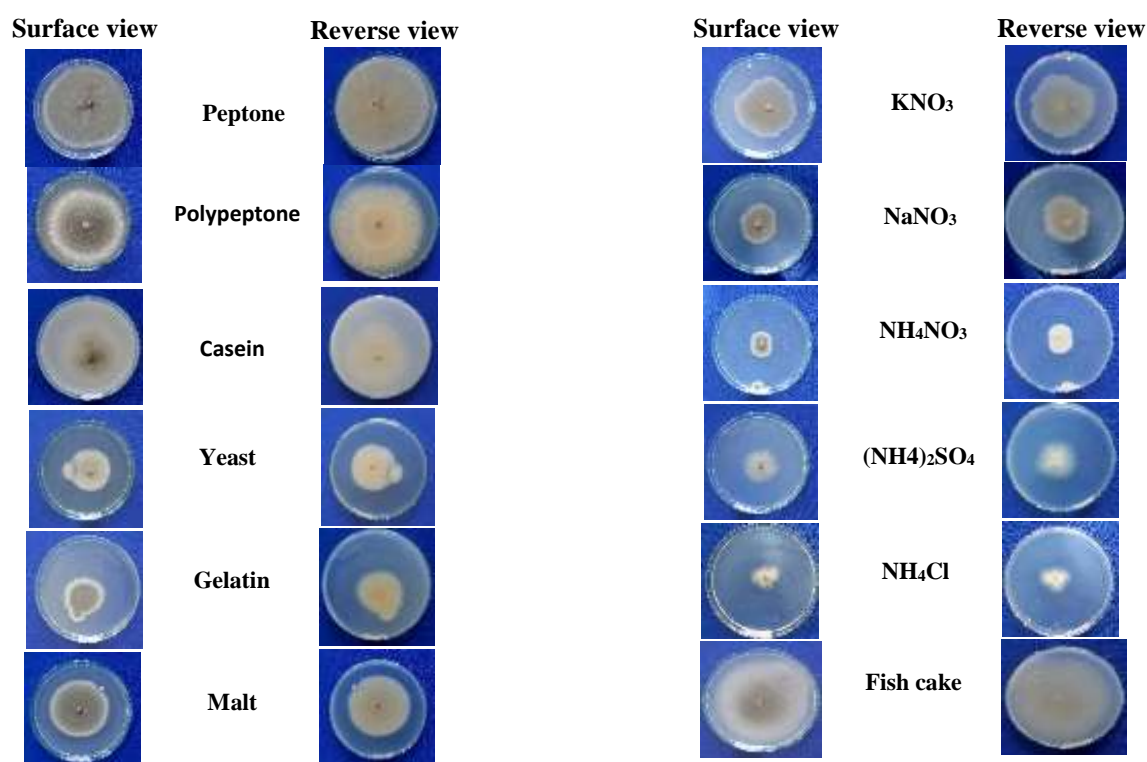 Surface view
Reverse view
Peptone
Polypeptone
Casein
Yeast
Gelatin
Malt
Surface view
Reverse view
KNO₃
NaNO₃
NH₄NO₃
(NH4)₂SO₄
NH₄Cl
Fish cake